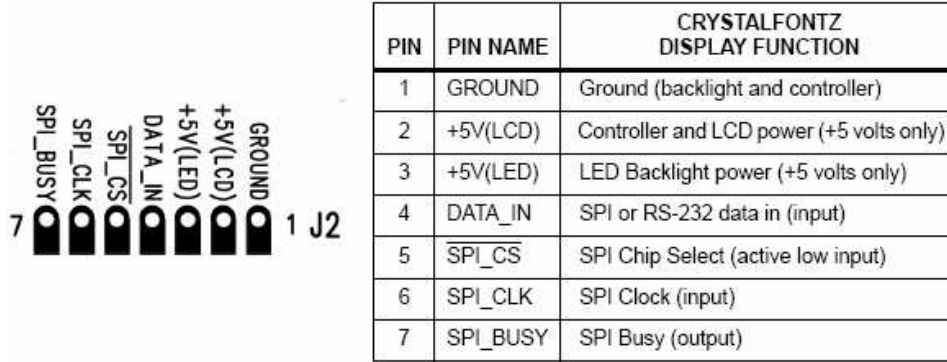 SPI_BUSY
SPI_CLK
SPI_CS
DATA_IN
+5V(LED)
+5V(LCD)
GROUND
7 1 J2
PIN PIN NAME CRYSTALFONTZ
DISPLAY FUNCTION
1 GROUND Ground (backlight and controller)
2 +5V(LCD) Controller and LCD power (+5 volts only)
3 +5V(LED) LED Backlight power (+5 volts only)
4 DATA_IN SPI or RS-232 data in (input)
5 SPI_CS SPI Chip Select (active low input)
6 SPI_CLK SPI Clock (input)
7 SPI_BUSY SPI Busy (output)